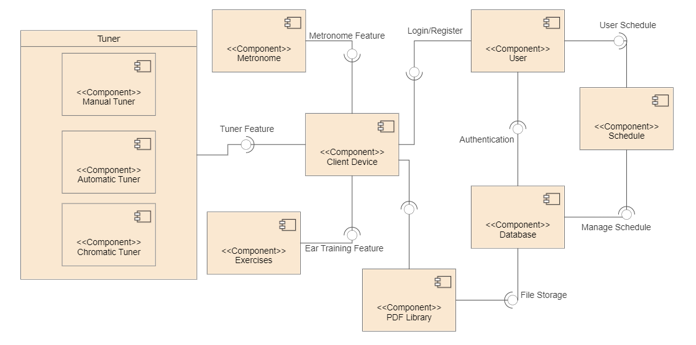 Tuner
<<Component>>
Manual Tuner
<<Component>>
Automatic Tuner
<<Component>>
Chromatic Tuner
<<Component>>
Metronome
Metronome Feature
Tuner Feature
<<Component>>
Client Device
<<Component>>
Exercises
Ear Training Feature
<<Component>>
PDF Library
Login/Register
<<Component>>
User
User Schedule
Authentication
<<Component>>
Schedule
<<Component>>
Database
Manage Schedule
File Storage